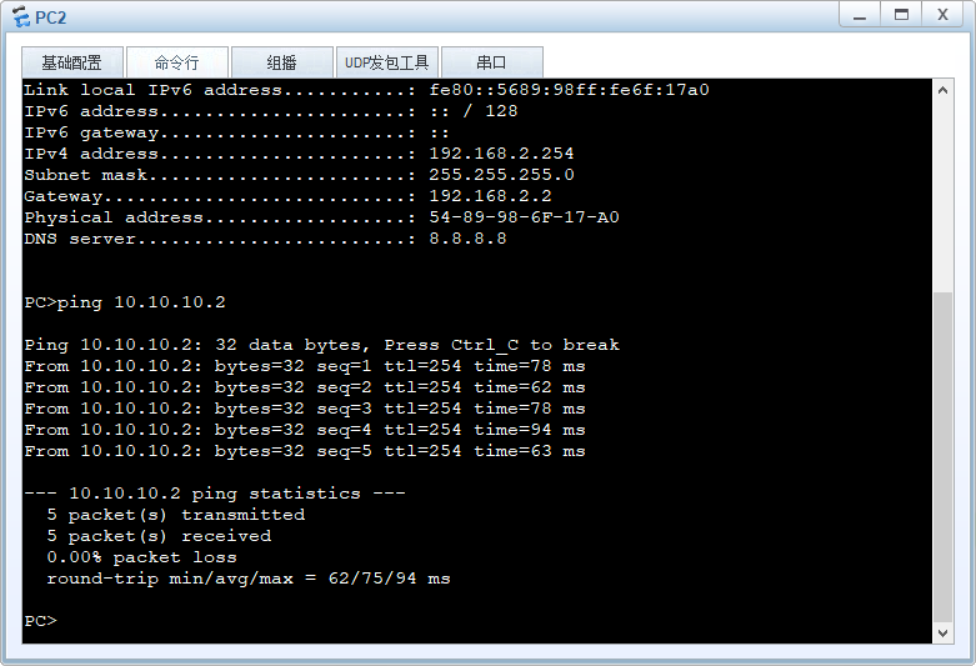 PC2
X
基础配置 命令行 组播 UDP发包工具 串口
Link local IPv6 address...........: fe80::5689:98ff:fe6f:17a0
IPv6 address......................: :: / 128
IPv6 gateway......................: ::
IPv4 address......................: 192.168.2.254
Subnet mask.......................: 255.255.255.0
Gateway...........................: 192.168.2.2
Physical address..................: 54-89-98-6F-17-A0
DNS server........................: 8.8.8.8
PC>ping 10.10.10.2
Ping 10.10.10.2: 32 data bytes, Press Ctrl_C to break
From 10.10.10.2: bytes=32 seq=1 ttl=254 time=78 ms
From 10.10.10.2: bytes=32 seq=2 ttl=254 time=62 ms
From 10.10.10.2: bytes=32 seq=3 ttl=254 time=78 ms
From 10.10.10.2: bytes=32 seq=4 ttl=254 time=94 ms
From 10.10.10.2: bytes=32 seq=5 ttl=254 time=63 ms
--- 10.10.10.2 ping statistics ---
5 packet(s) transmitted
5 packet(s) received
0.00% packet loss
round-trip min/avg/max = 62/75/94 ms
PC>